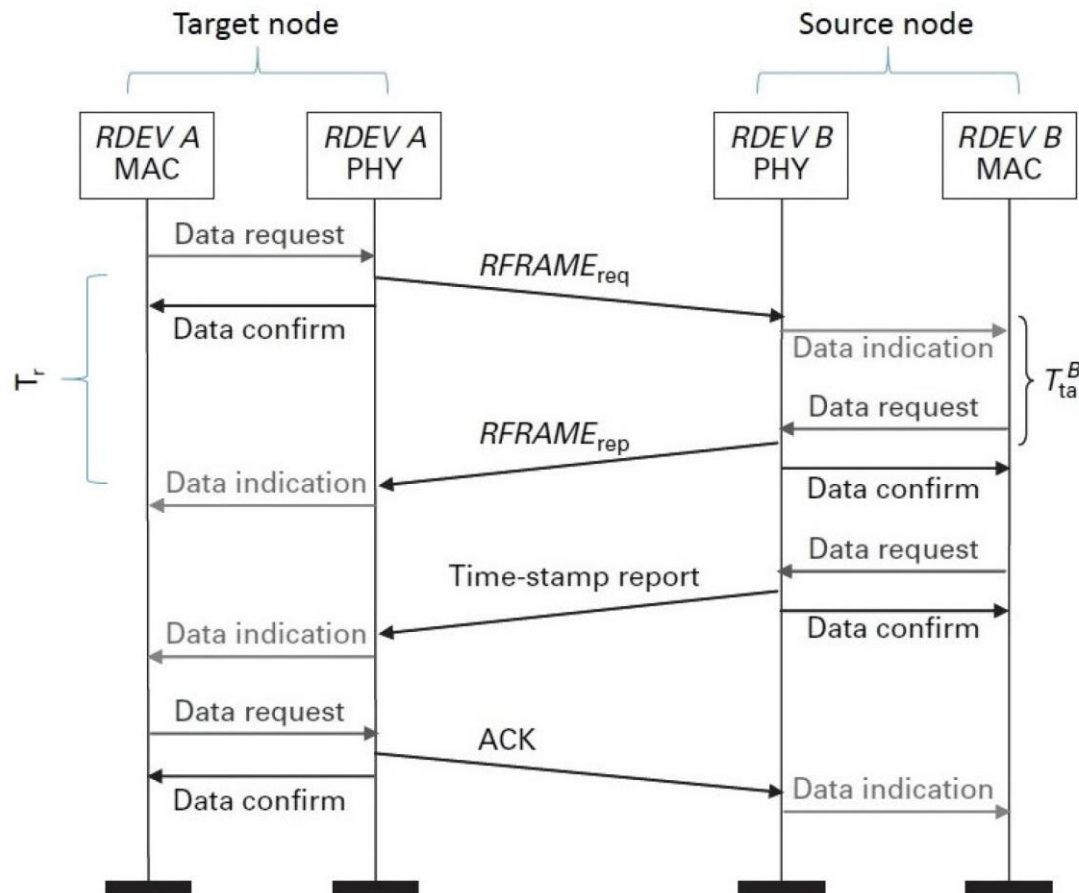 Target node
Source node
RDEV A
MAC
RDEV A
PHY
RDEV B
PHY
RDEV B
MAC
Data request
RFRAMEreq
Data confirm
Data indication
Tr
T^B_ta
Data request
RFRAMErep
Data indication
Data confirm
Data request
Time-stamp report
Data indication
Data confirm
Data request
ACK
Data confirm
Data indication